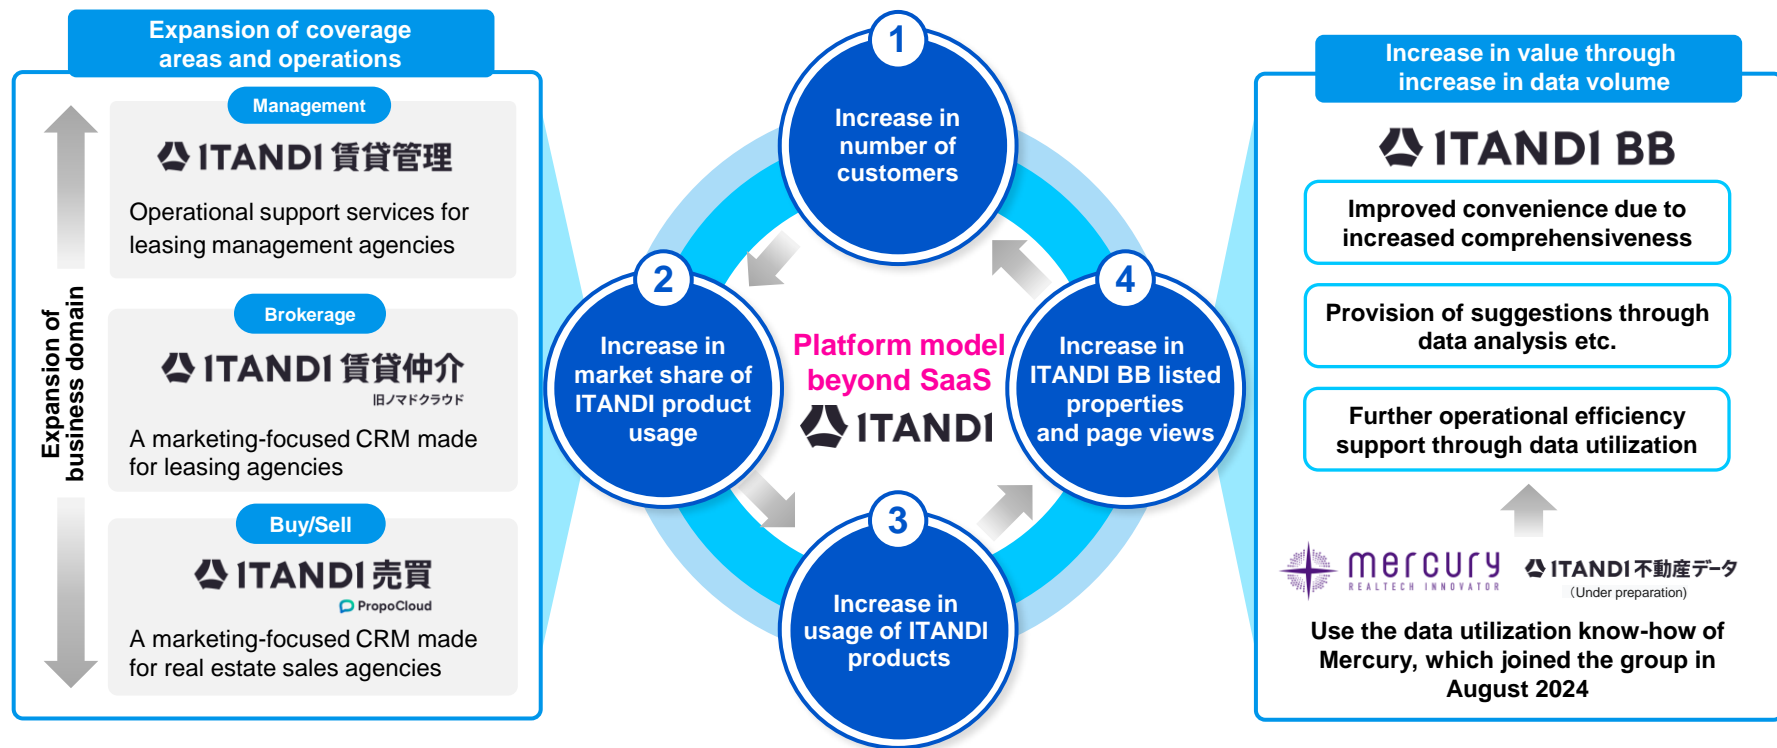 Expansion of coverage
areas and operations
Expansion of
business domain
Management
ITANDI 賃貸管理
Operational support services for
leasing management agencies
Brokerage
ITANDI 賃貸仲介
旧ノマドクラウド
A marketing-focused CRM made
for leasing agencies
Buy/Sell
ITANDI 売買
PropoCloud
A marketing-focused CRM made
for real estate sales agencies
1
Increase in
number of
customers
2
Increase in
market share of
ITANDI product
usage
Platform model
beyond SaaS
ITANDI
3
Increase in
usage of ITANDI
products
4
Increase in
ITANDI BB listed
properties
and page views
Increase in value through
increase in data volume
ITANDI BB
Improved convenience due to
increased comprehensiveness
Provision of suggestions through
data analysis etc.
Further operational efficiency
support through data utilization
mercury
REALTECH INNOVATOR
ITANDI 不動産データ
（Under preparation)
Use the data utilization know-how of
Mercury, which joined the group in
August 2024